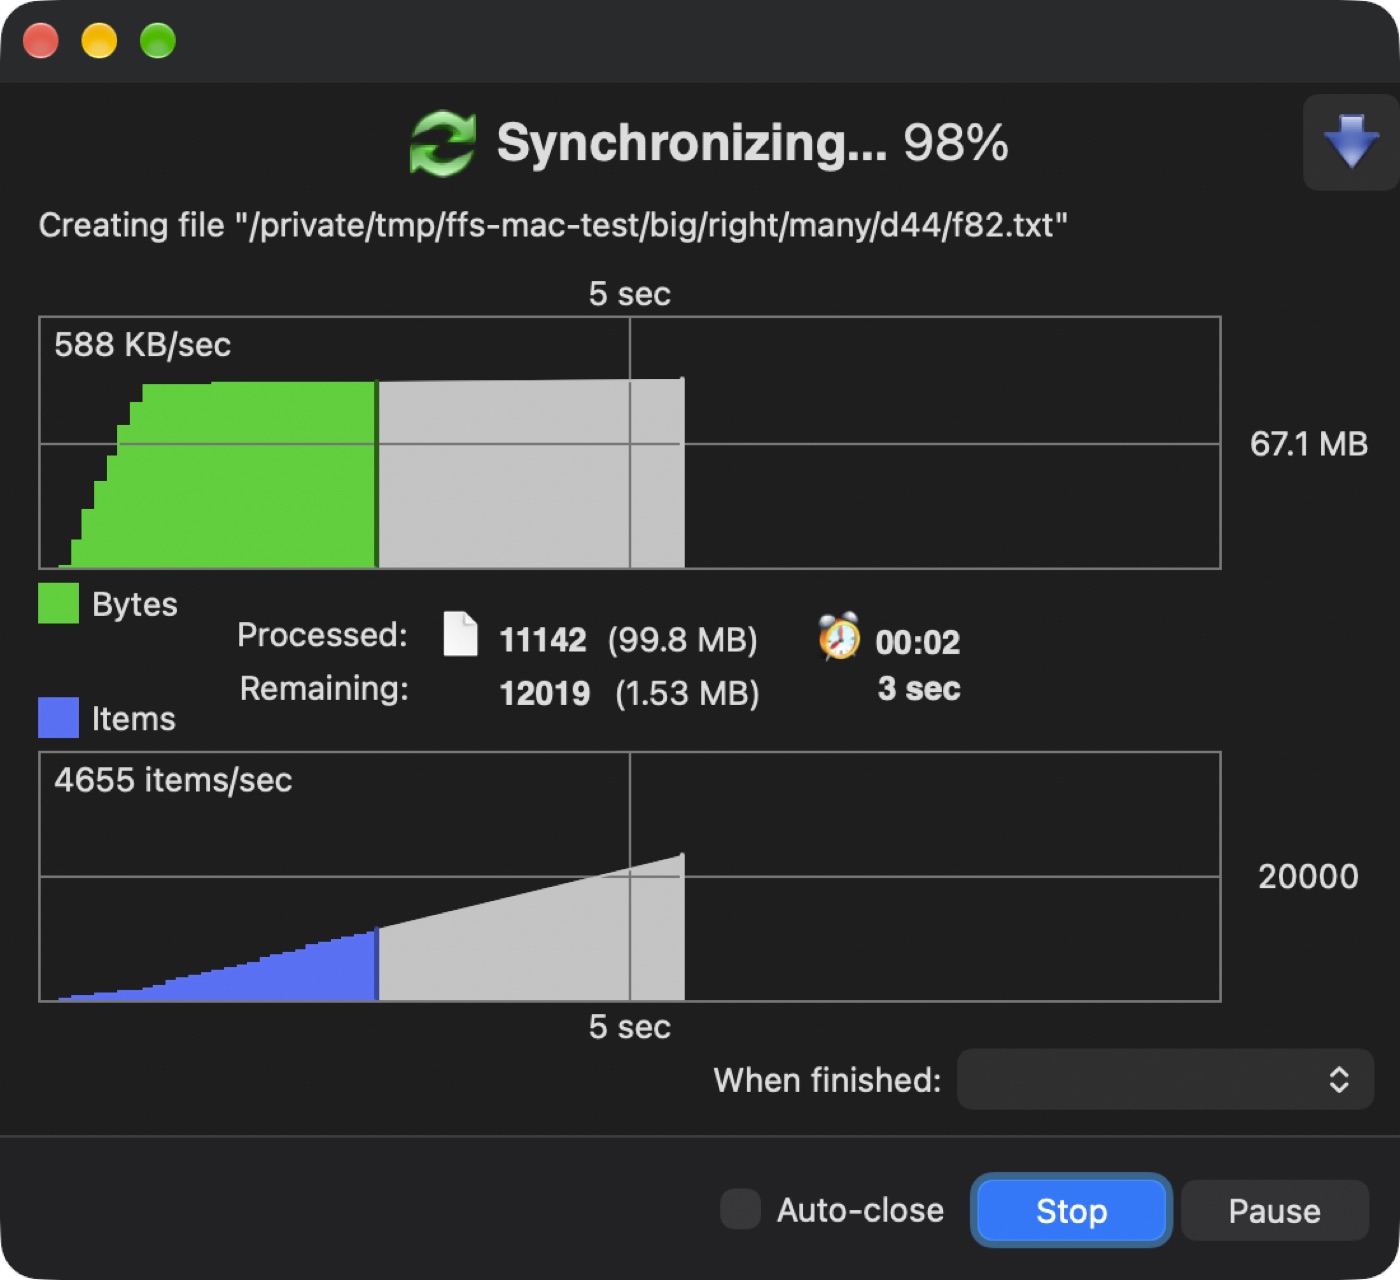 Synchronizing... 98%
Creating file "/private/tmp/ffs-mac-test/big/right/many/d44/f82.txt"
5 sec
588 KB/sec
67.1 MB
Bytes
Processed: 11142 (99.8 MB) 00:02
Remaining: 12019 (1.53 MB) 3 sec
Items
4655 items/sec
20000
5 sec
When finished:
Auto-close Stop Pause